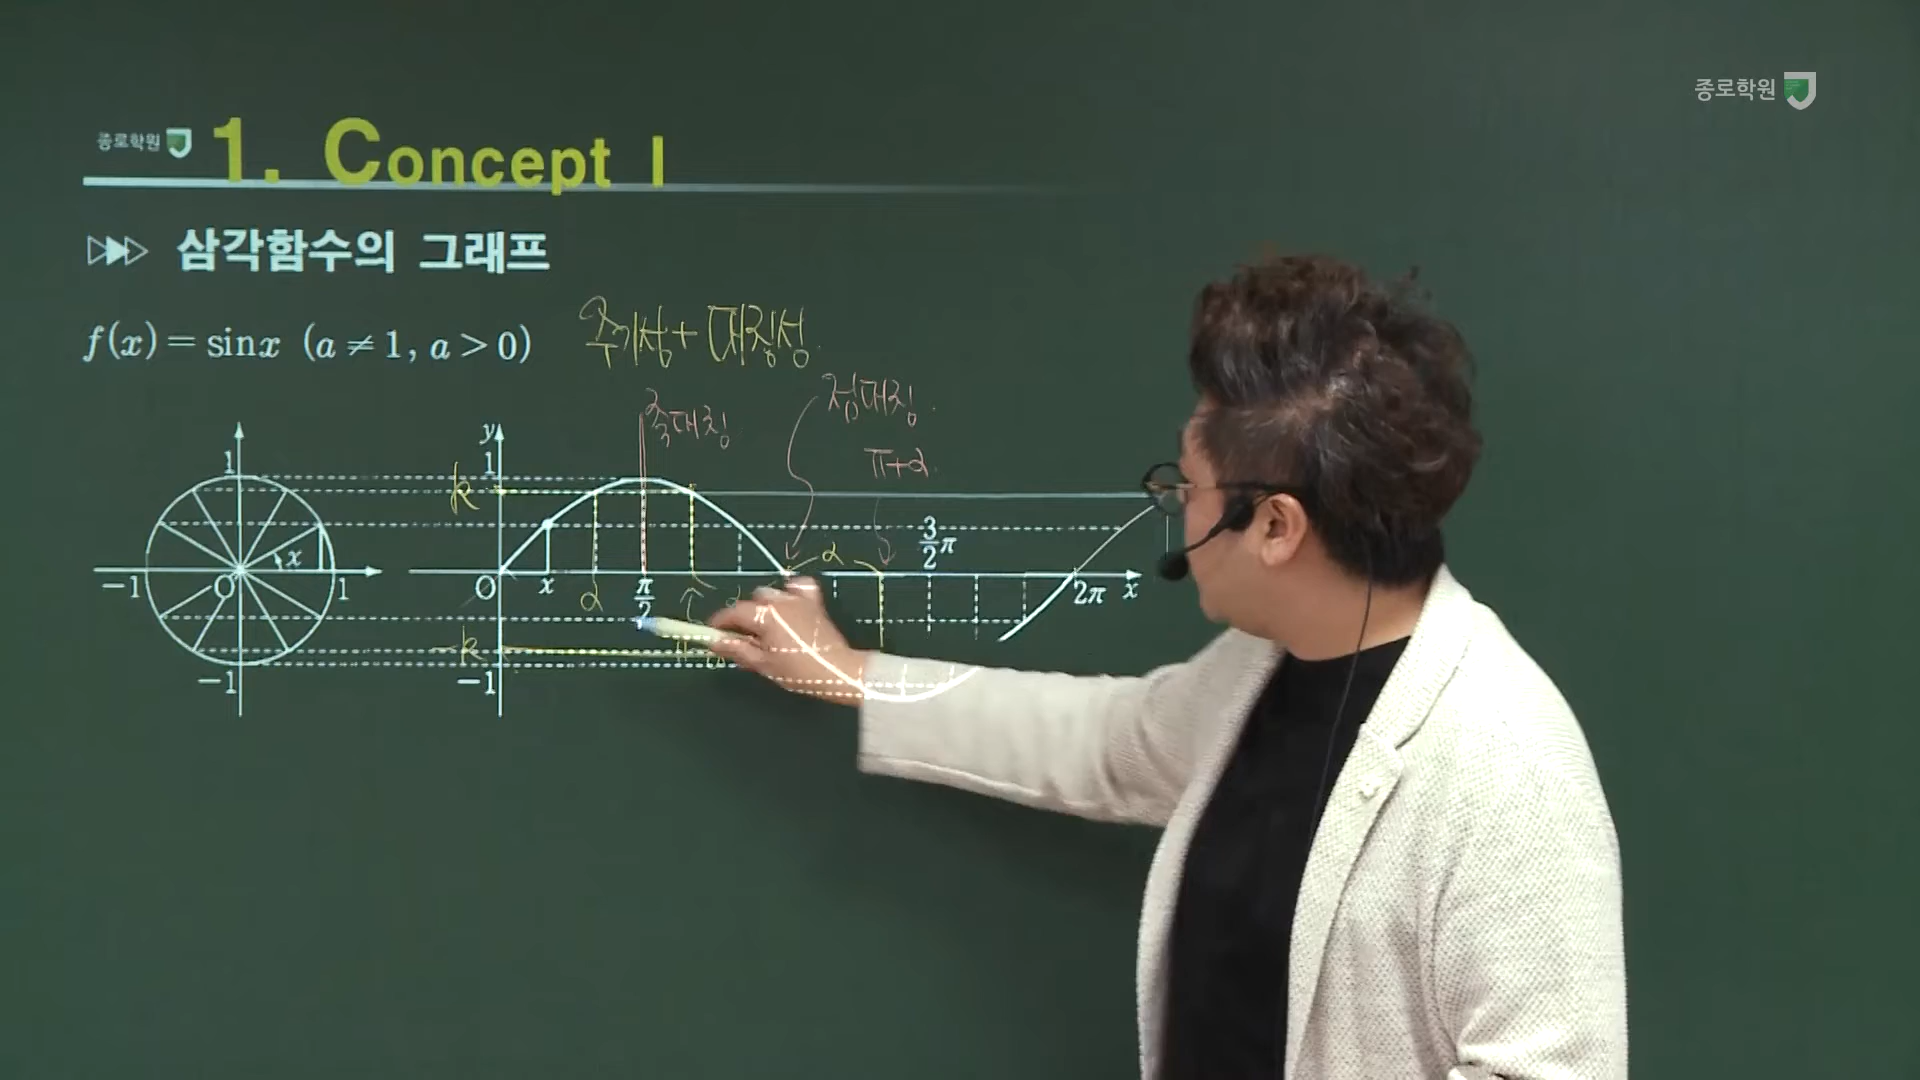 종로학원
종로학원
1. Concept I
삼각함수의 그래프
f(x) = sinx (a ≠ 1, a > 0)
주기성 + 대칭성.
축대칭
점대칭.
π+α.
y
1
1
k
α
3/2 π
x
-1
O
1
O
x
α
π/2
π
2π
x
-k
-1
-1